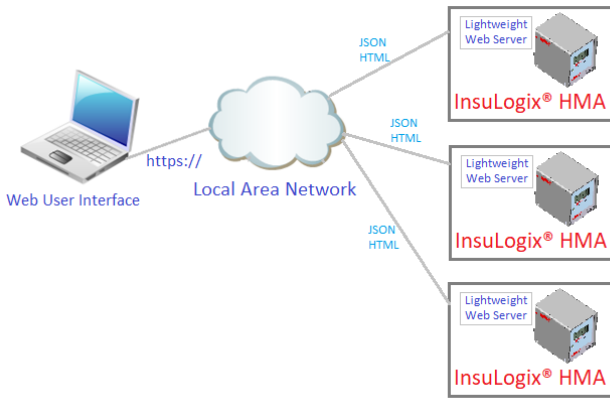 Web User Interface
https://
Local Area Network
JSON
HTML
JSON
HTML
JSON
HTML
Lightweight
Web Server
InsuLogix® HMA
Lightweight
Web Server
InsuLogix® HMA
Lightweight
Web Server
InsuLogix® HMA